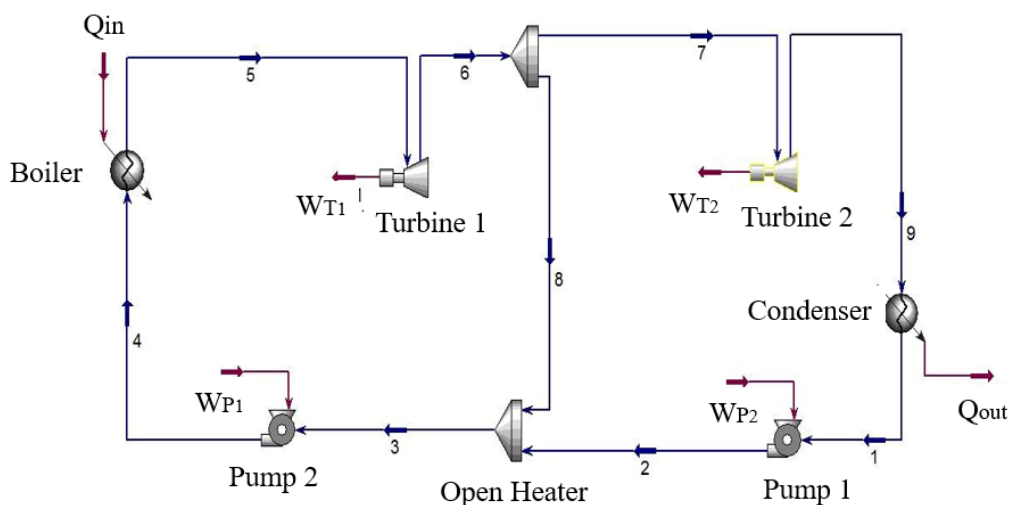 Qin
5
6
7
Boiler
WT1
Turbine 1
WT2
Turbine 2
9
8
Condenser
4
WP1
WP2
Qout
3
2
1
Pump 2
Open Heater
Pump 1